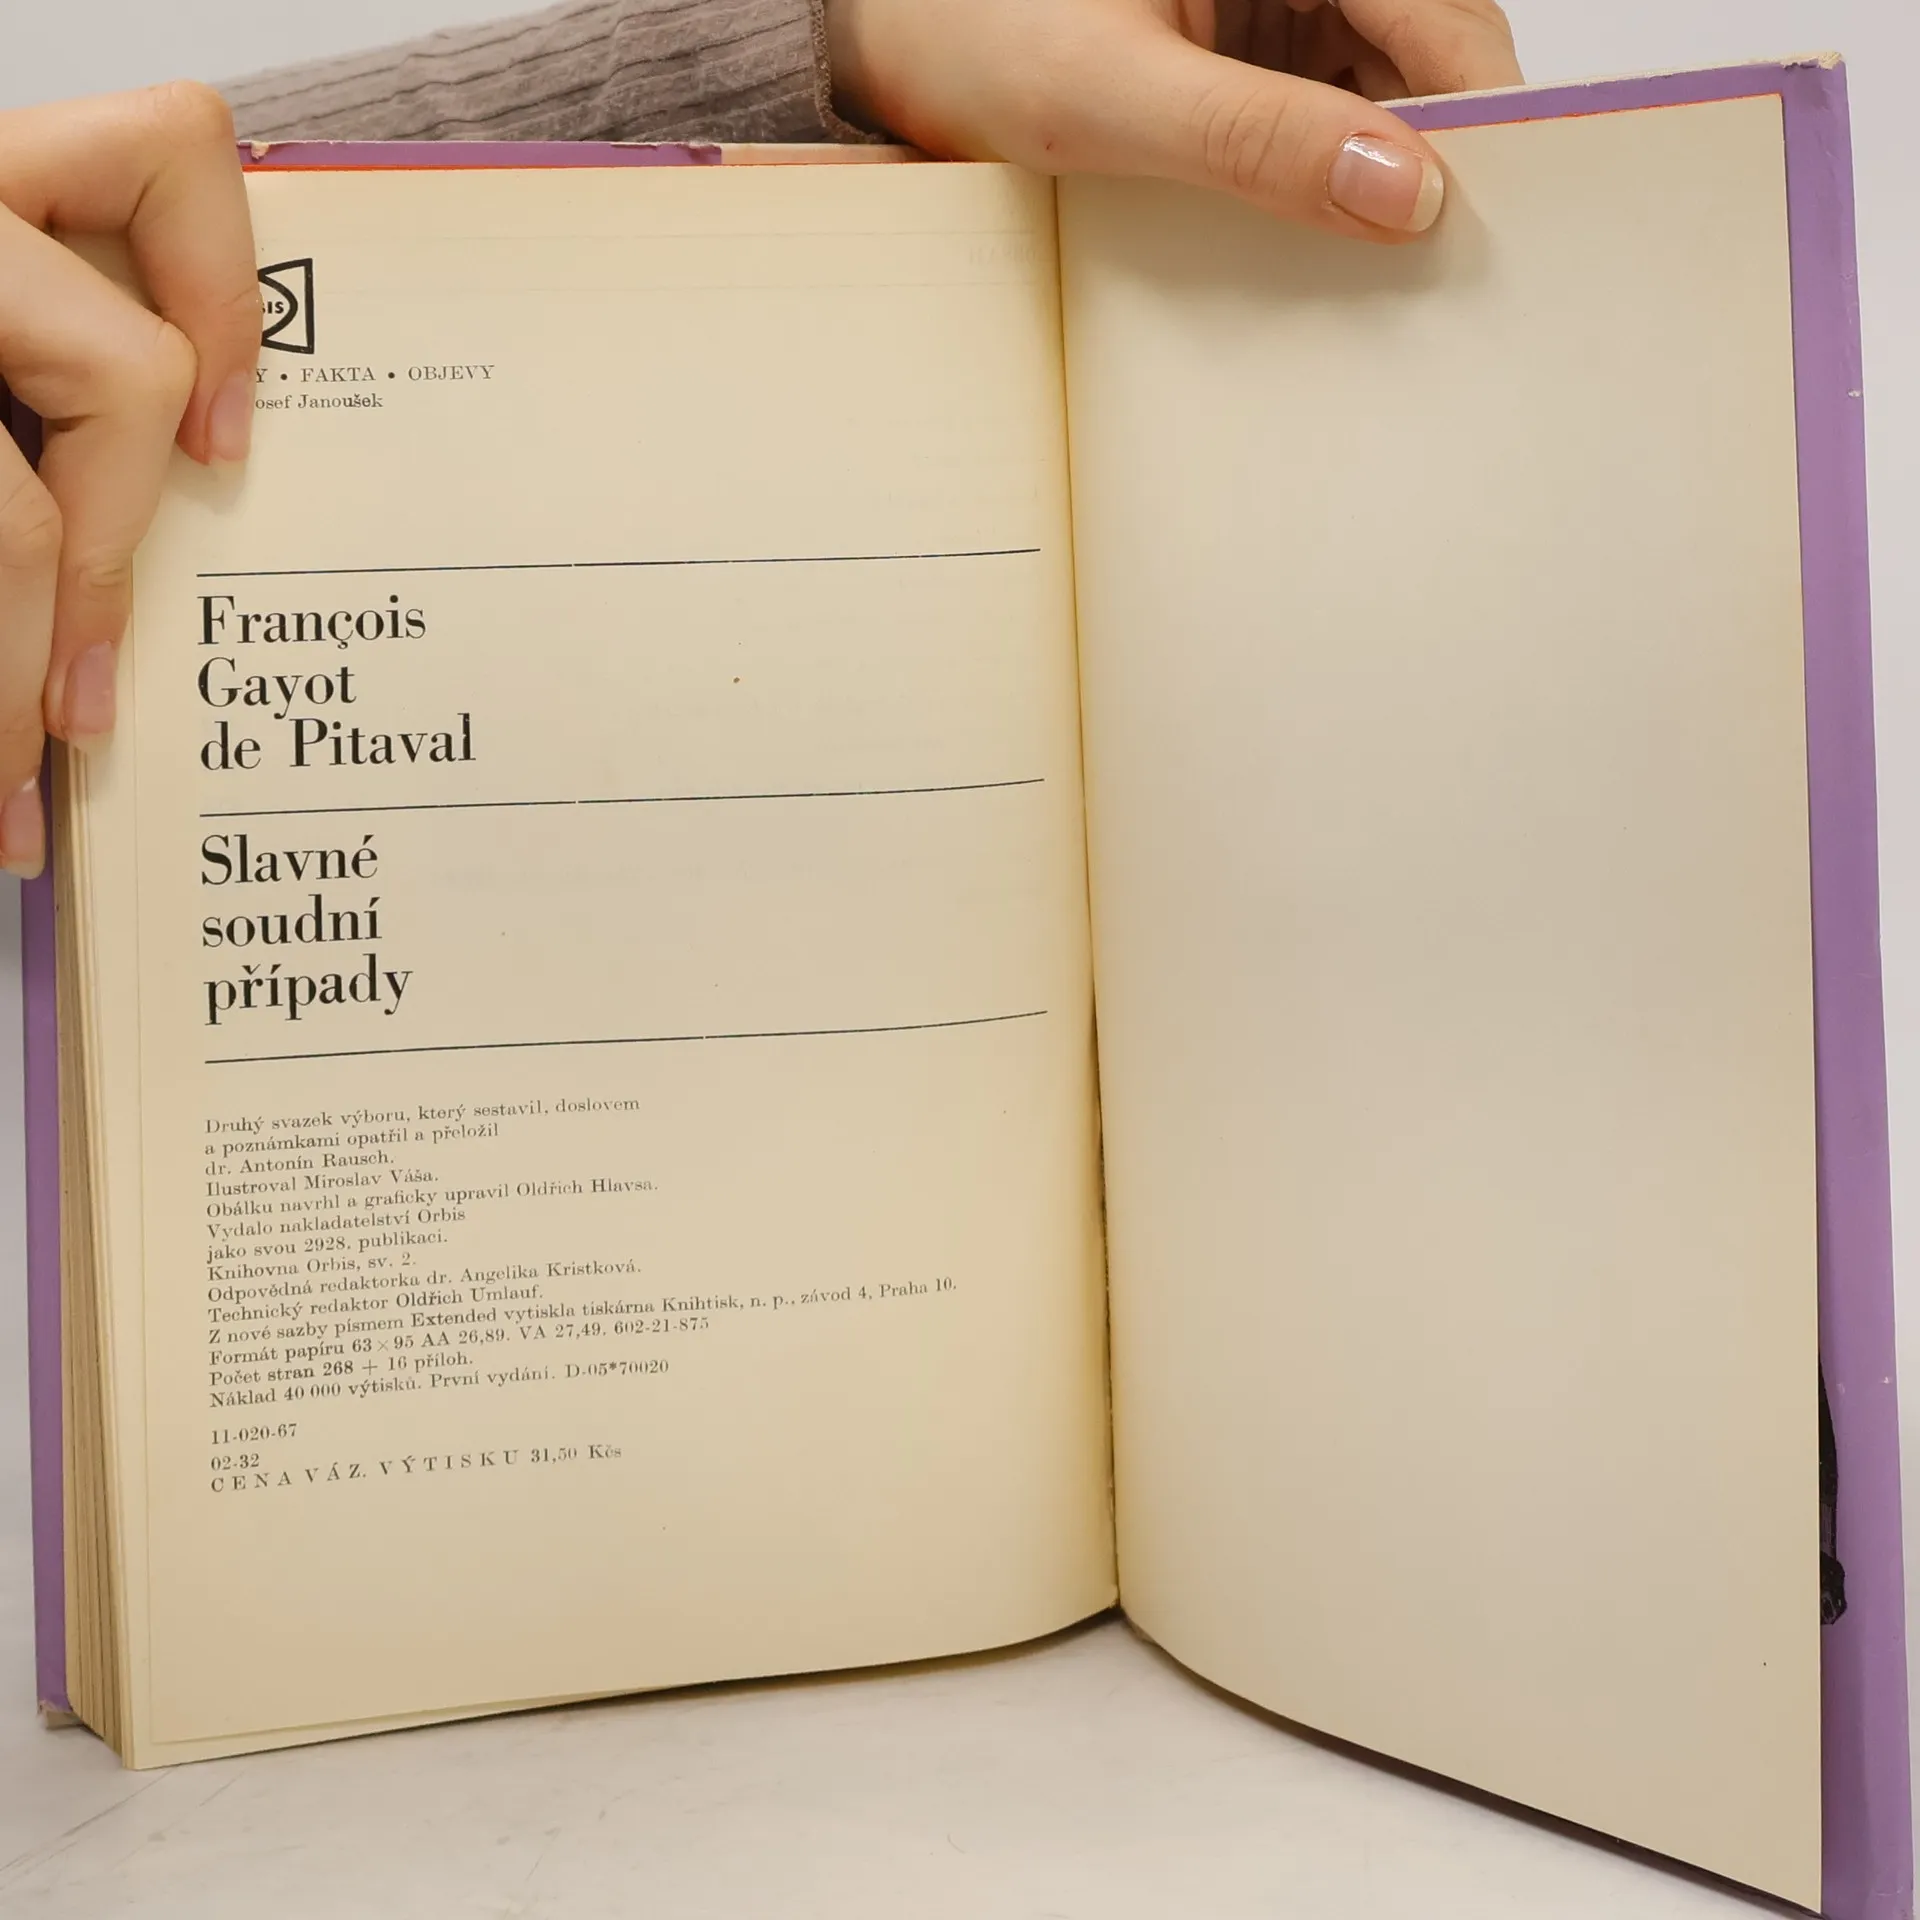 • FAKTA • OBJEVY
Janoušek
François
Gayot
de Pitaval
Slavné
soudní
případy
Druhý svazek výboru, který sestavil, doslovem
a poznámkami opatřil a přeložil
dr. Antonín Rausch.
Ilustroval Miroslav Váša.
Obálku navrhl a graficky upravil Oldřich Hlavsa.
Vydalo nakladatelství Orbis
jako svou 2928. publikaci.
Knihovna Orbis, sv. 2.
Odpovědná redaktorka dr. Angelika Kristková.
Technický redaktor Oldřich Umlauf.
Z nové sazby písmem Extended vytiskla tiskárna Knihtisk, n. p., závod 4, Praha 10.
Formát papíru 63 × 95 AA 26,89. VA 27,49. 602-21-875
Počet stran 268 + 16 příloh.
Náklad 40 000 výtisků. První vydání. D-05*70020
11-020-67
02-32
CENA VÁZ. VÝTISKU 31,50 Kčs